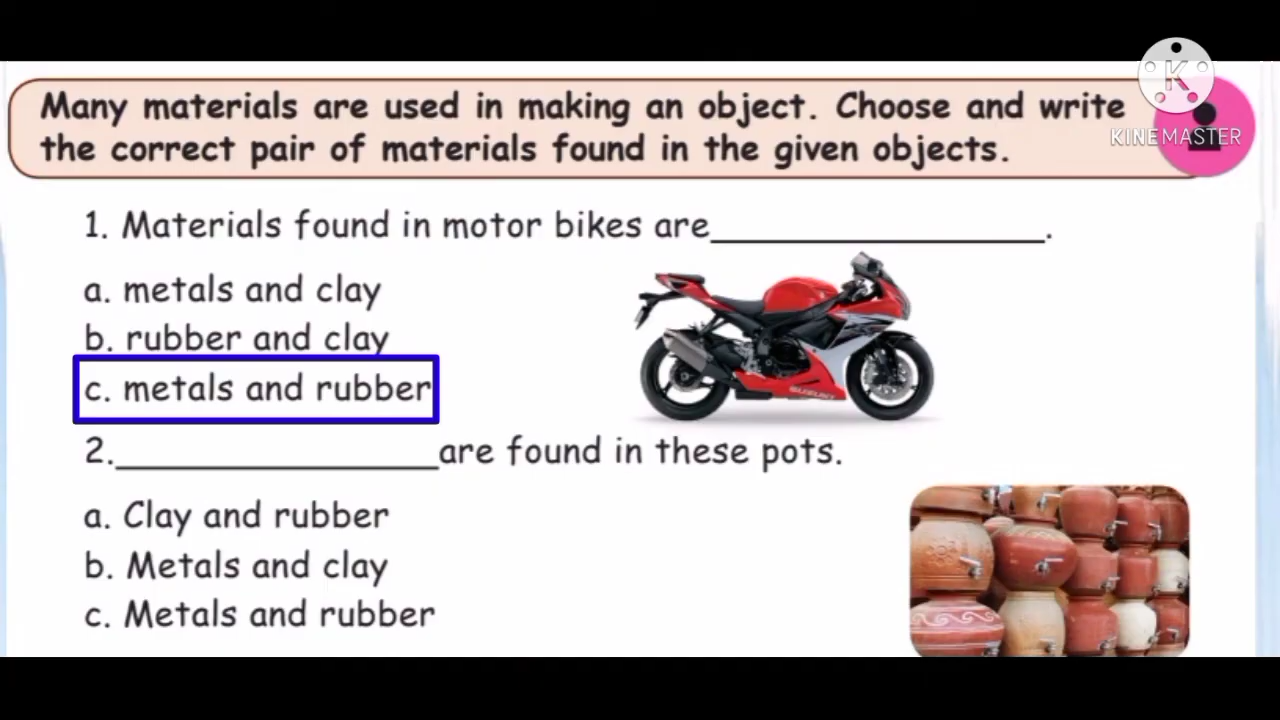 Many materials are used in making an object. Choose and write
the correct pair of materials found in the given objects.
K
KINEMASTER
1. Materials found in motor bikes are_______________.
a. metals and clay
b. rubber and clay
c. metals and rubber
SUZUKI
2._______________are found in these pots.
a. Clay and rubber
b. Metals and clay
c. Metals and rubber